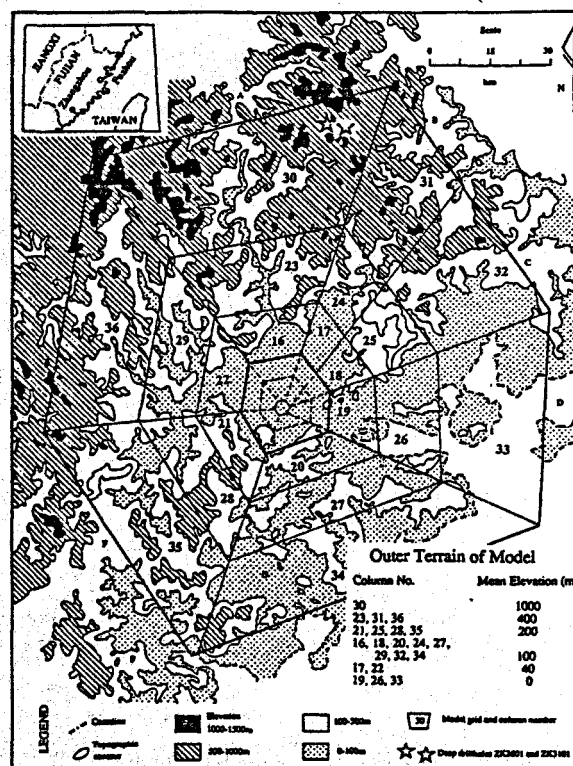 Scale
0 15 30
km
N
TAIWAN
A
B
30
31
C
32
23
24
36
29
16
17
25
22
18
D
19
21
26
33
20
28
27
35
34
Outer Terrain of Model
Column No. Mean Elevation (m
30 1000
23, 31, 36 400
21, 25, 28, 35 200
16, 18, 20, 24, 27,
29, 32, 34 100
17, 22 40
19, 26, 33 0
LEGEND
Coastline
Elevation
1000-1500m
100-500m
20 Model grid and column number
Topographic
contour
500-1000m
0-100m
Deep drillholes ZK2601 and ZK3101